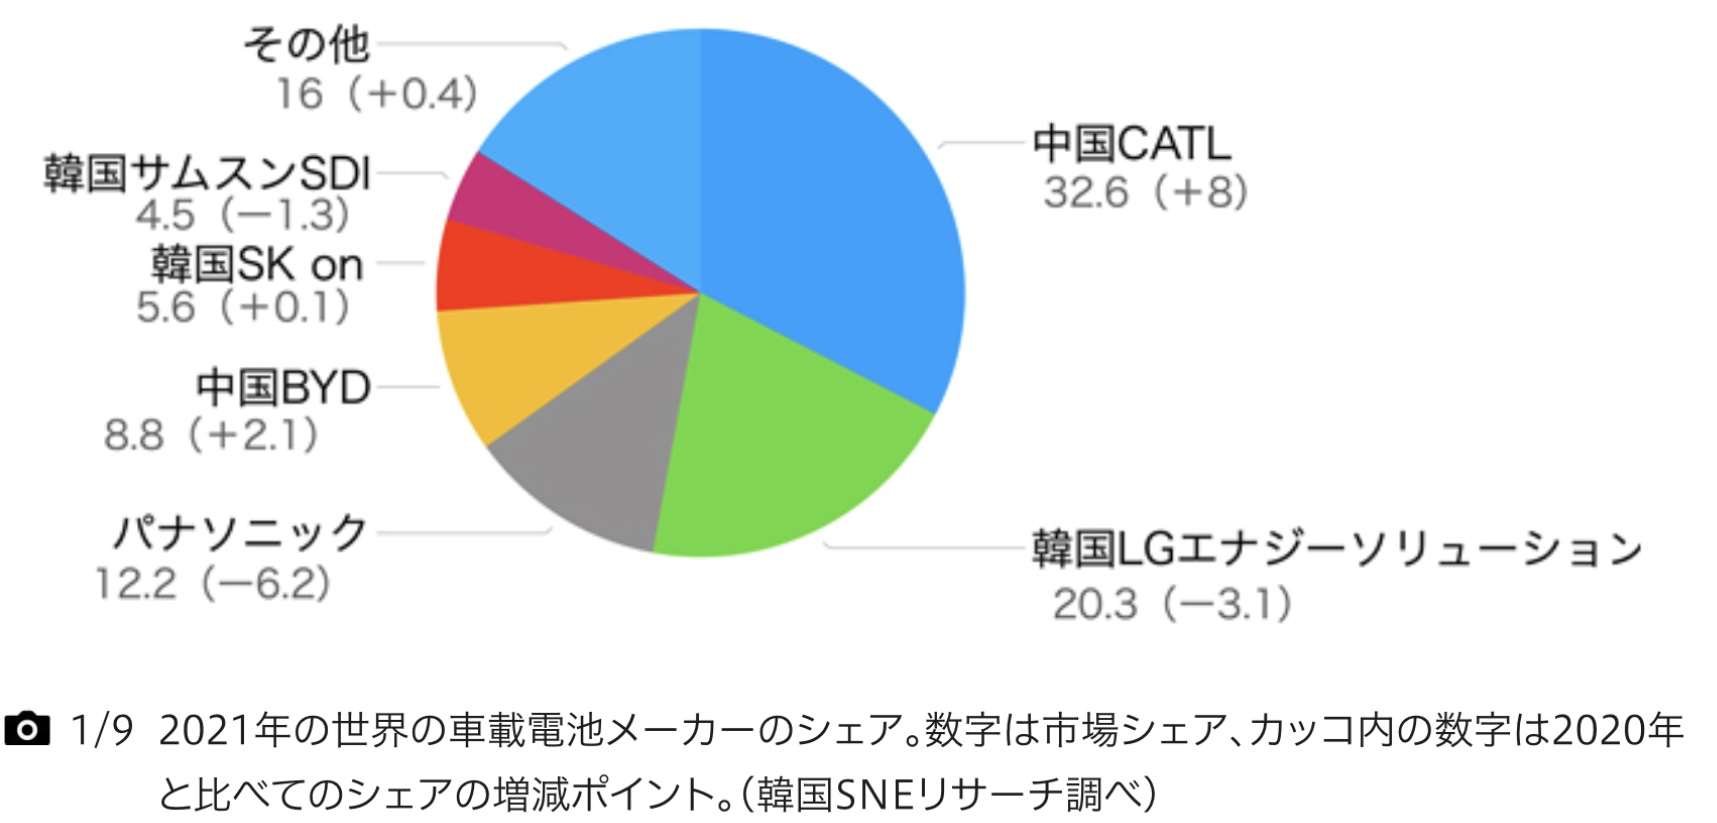 その他
16（+0.4）
韓国サムスンSDI
4.5（−1.3）
韓国SK on
5.6（+0.1）
中国BYD
8.8（+2.1）
パナソニック
12.2（−6.2）
中国CATL
32.6（+8）
韓国LGエナジーソリューション
20.3（−3.1）
1/9 2021年の世界の車載電池メーカーのシェア。数字は市場シェア、カッコ内の数字は2020年
と比べてのシェアの増減ポイント。（韓国SNEリサーチ調べ）